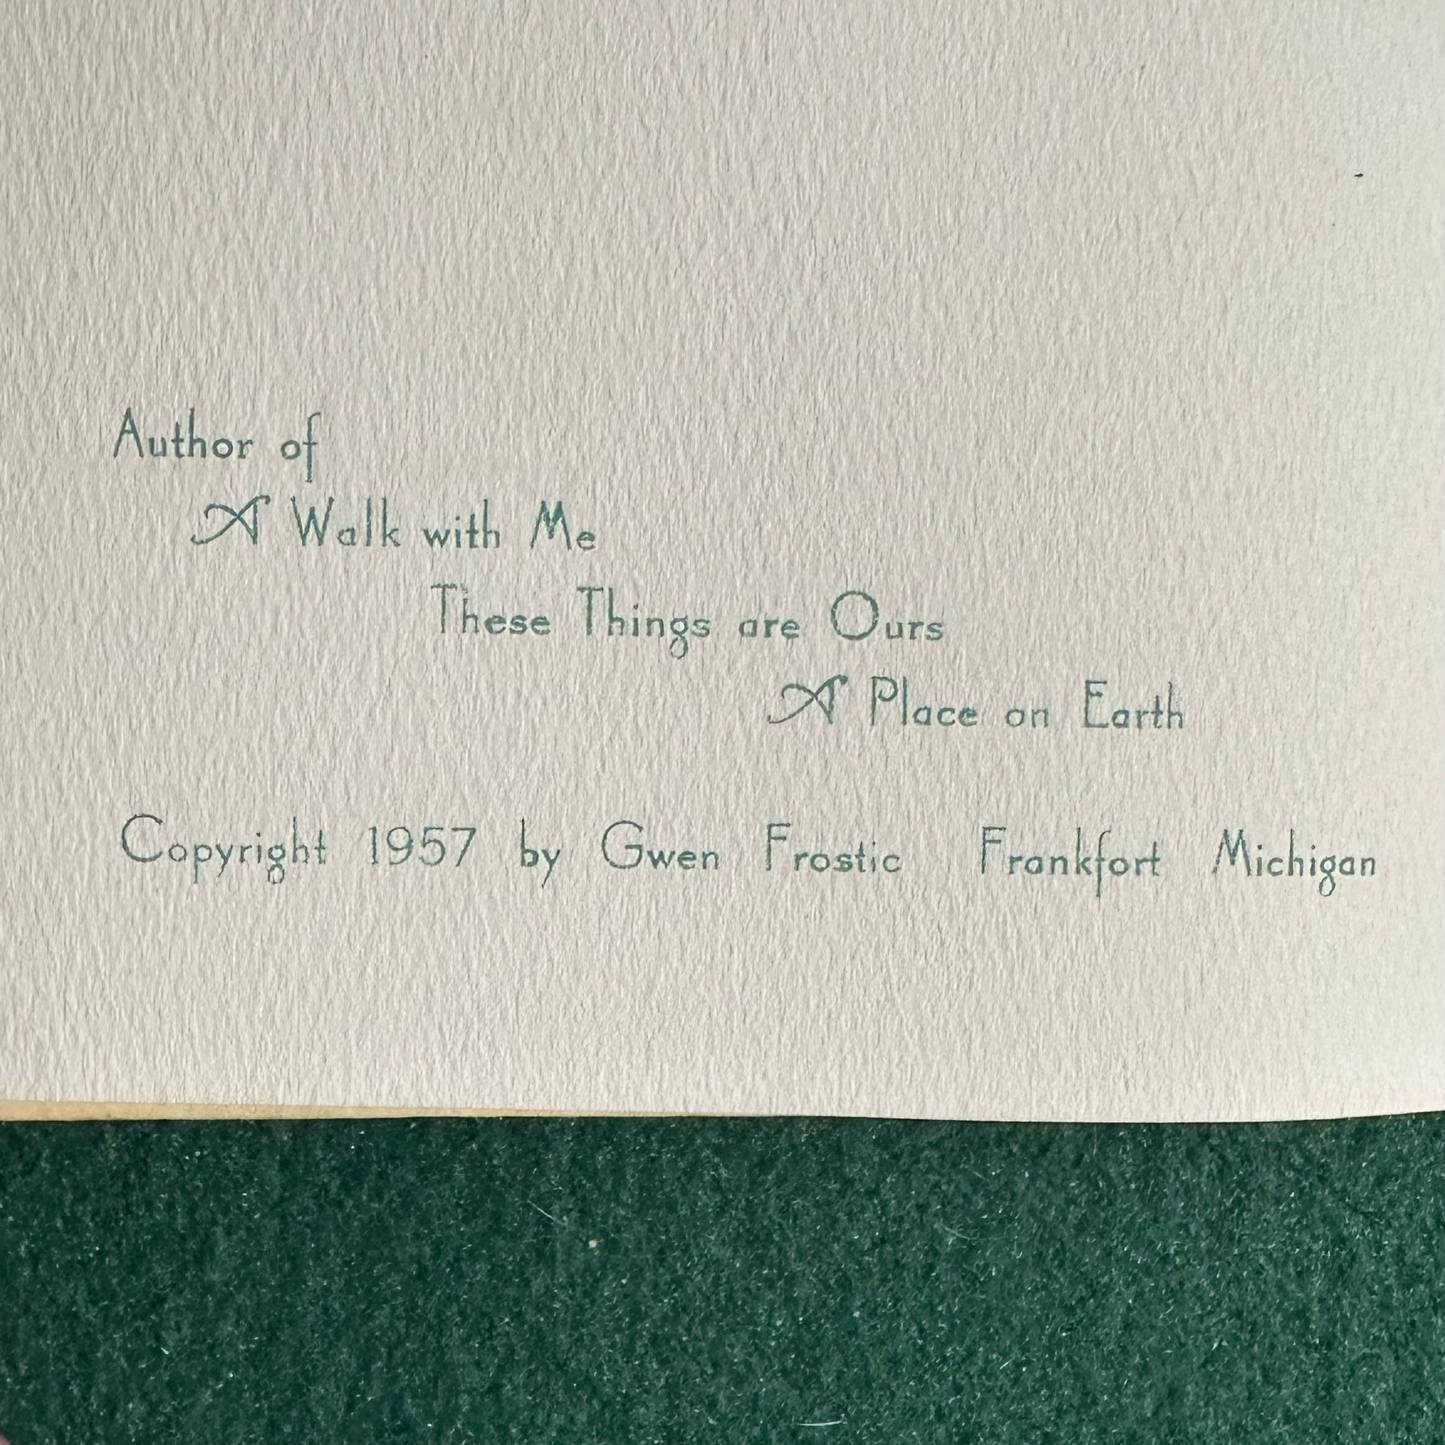 Author of
A Walk with Me
These Things are Ours
A Place on Earth
Copyright 1957 by Gwen Frostic Frankfort Michigan